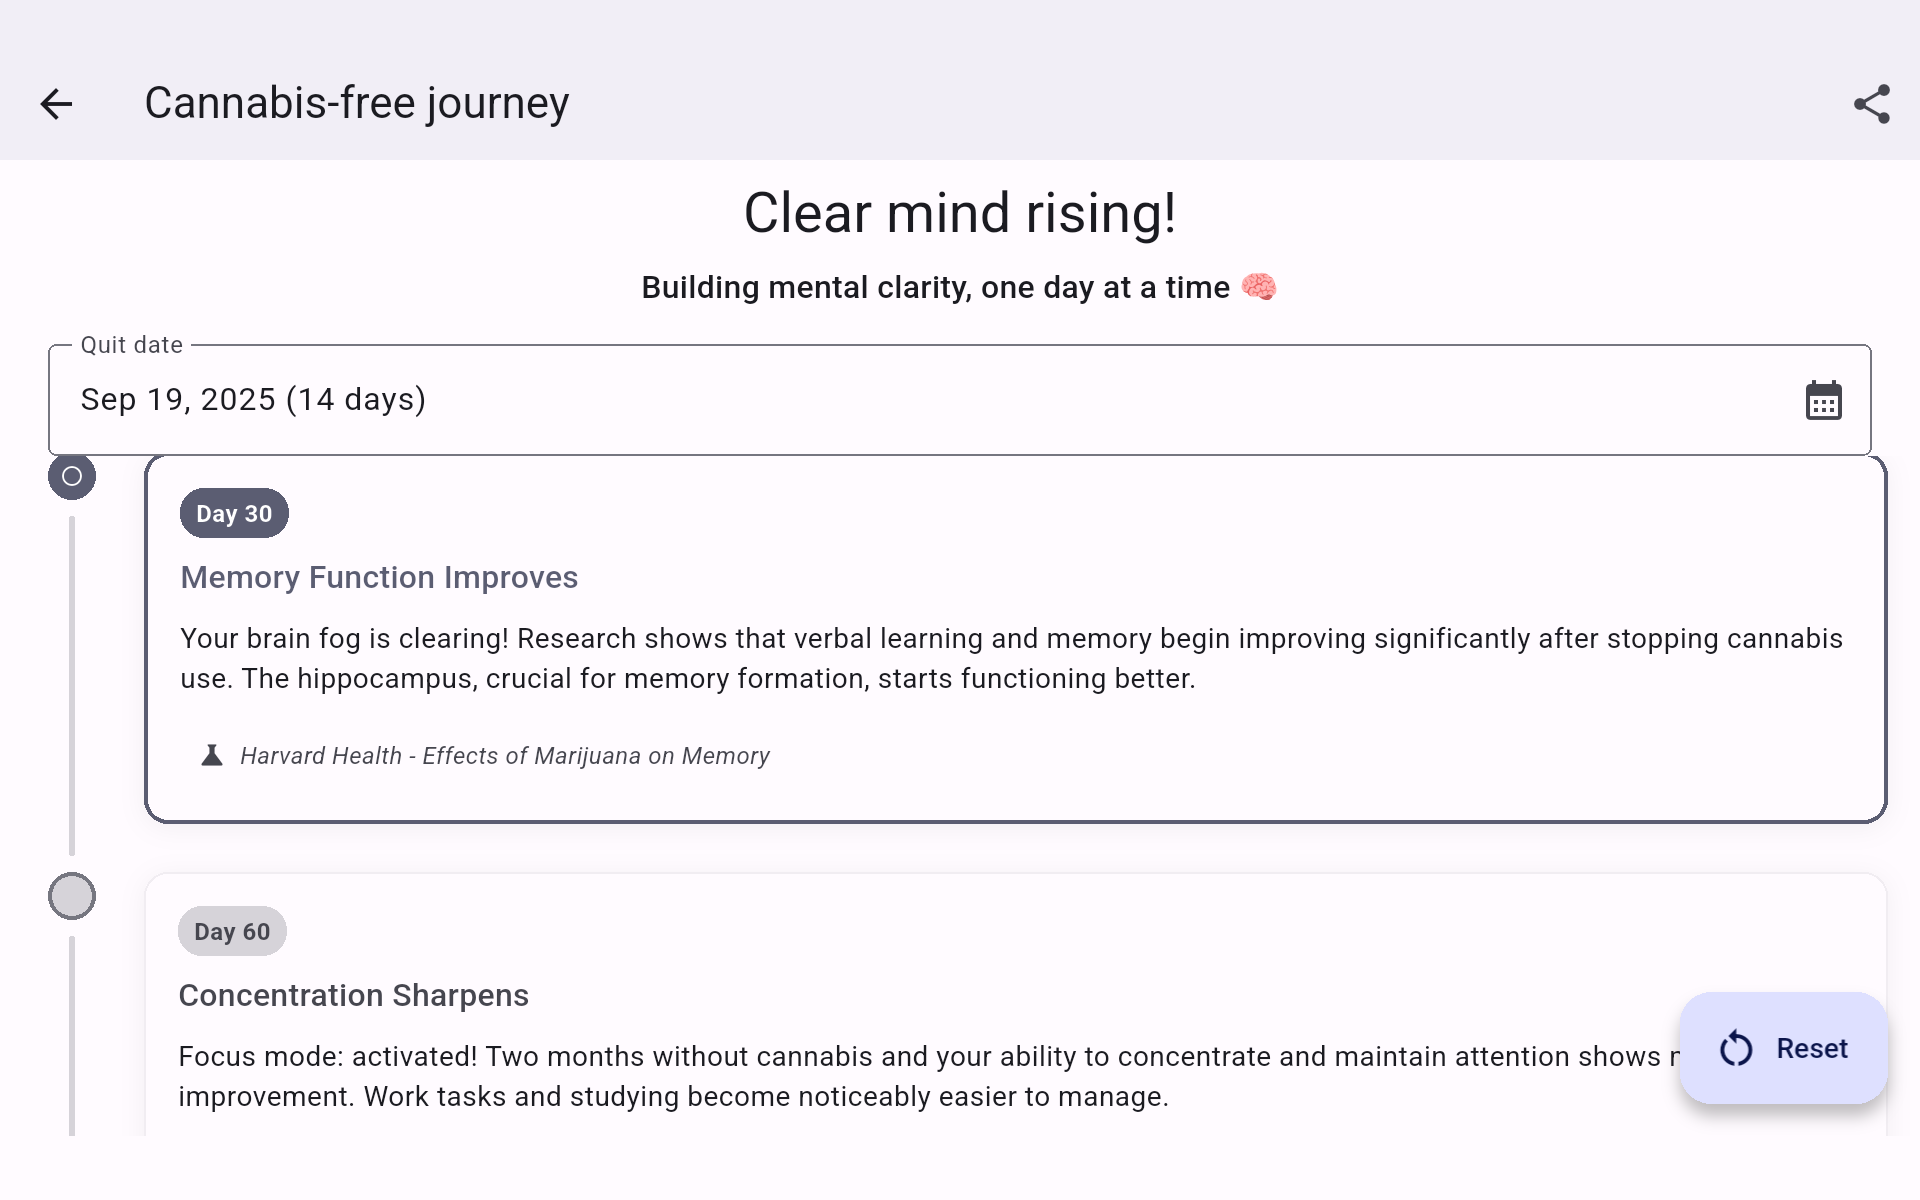 Cannabis-free journey
Clear mind rising!
Building mental clarity, one day at a time 🧠
Quit date
Sep 19, 2025 (14 days)
Day 30
Memory Function Improves
Your brain fog is clearing! Research shows that verbal learning and memory begin improving significantly after stopping cannabis
use. The hippocampus, crucial for memory formation, starts functioning better.
Harvard Health - Effects of Marijuana on Memory
Day 60
Concentration Sharpens
Focus mode: activated! Two months without cannabis and your ability to concentrate and maintain attention shows
improvement. Work tasks and studying become noticeably easier to manage.
Reset